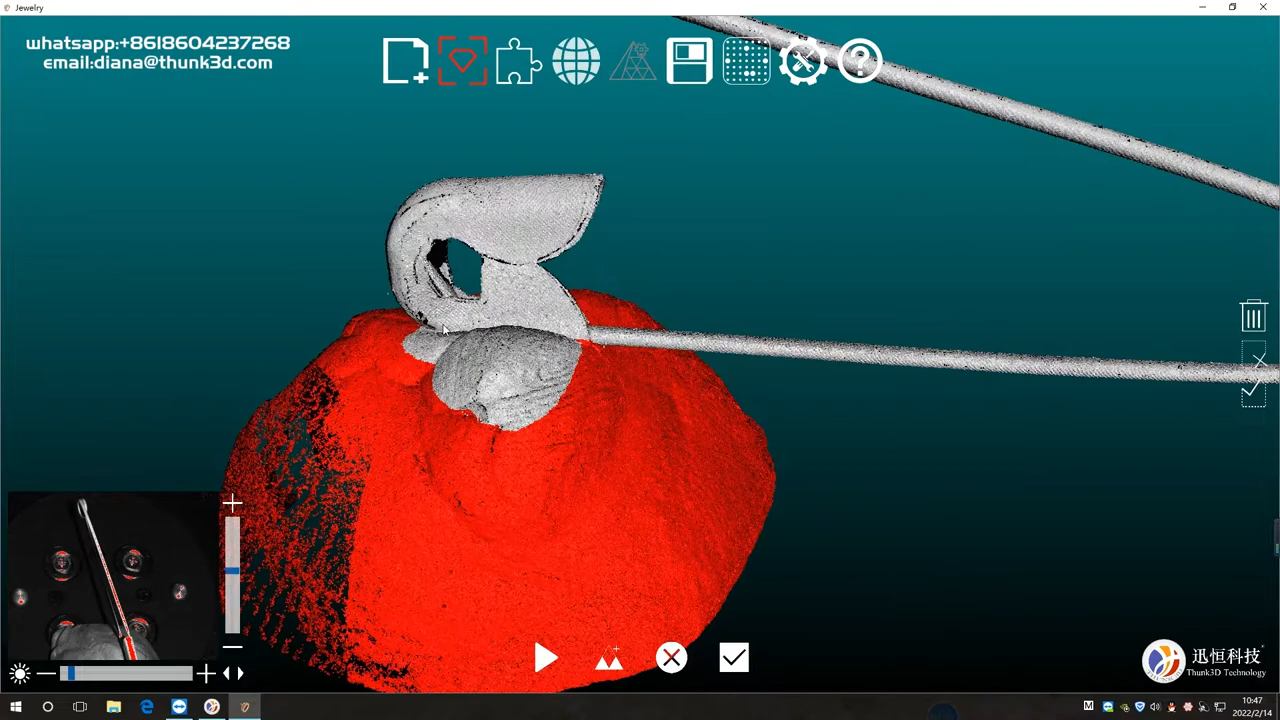 Jewelry
whatsapp:+8618604237268
email:diana@thunk3d.com
迅恒科技
Thunk3D Technology
10:47
2022/2/14